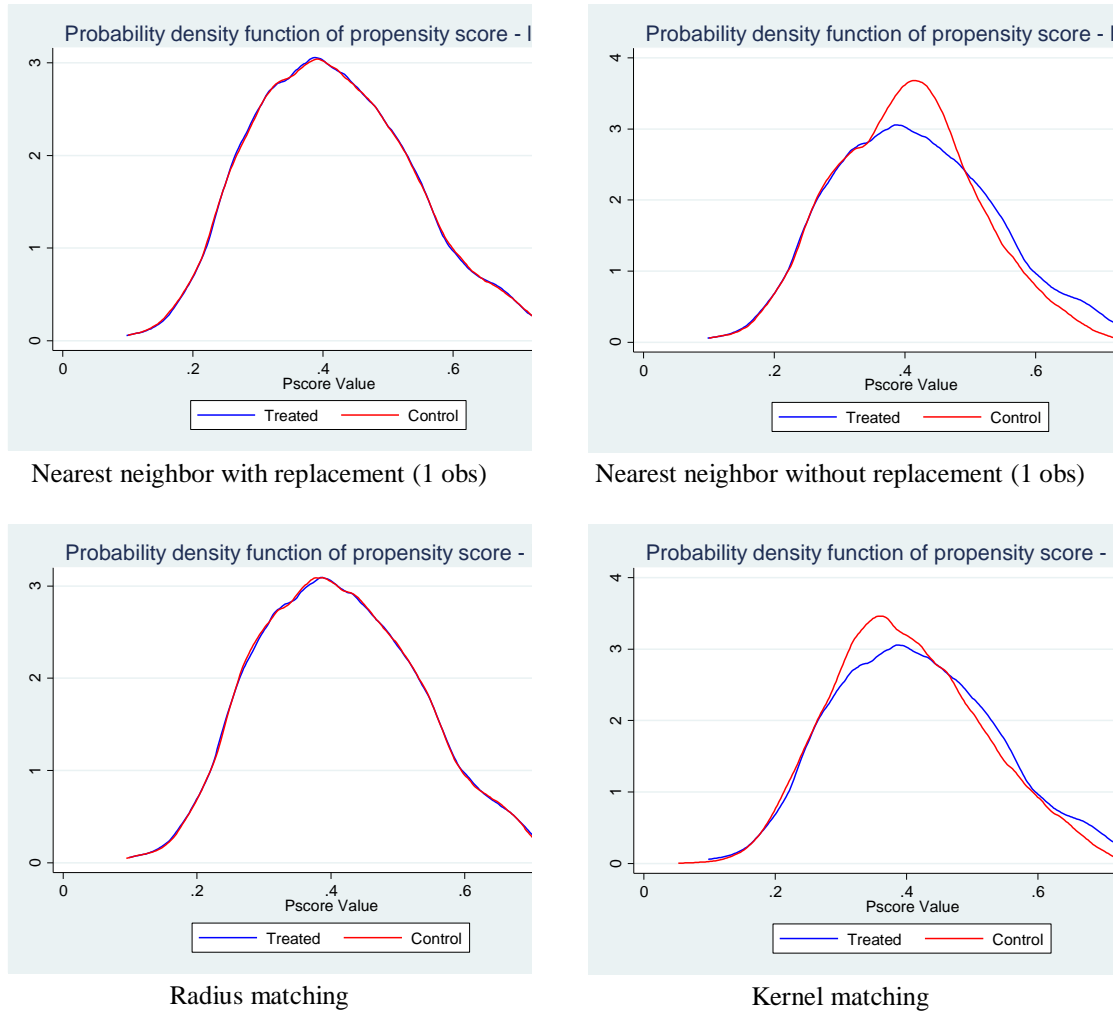 Probability density function of propensity score - l
3
2
1
0
0 .2 .4 .6
Pscore Value
Treated Control
Nearest neighbor with replacement (1 obs)
Probability density function of propensity score -
4
3
2
1
0
0 .2 .4 .6
Pscore Value
Treated Control
Nearest neighbor without replacement (1 obs)
Probability density function of propensity score -
3
2
1
0
0 .2 .4 .6
Pscore Value
Treated Control
Radius matching
Probability density function of propensity score -
4
3
2
1
0
0 .2 .4 .6
Pscore Value
Treated Control
Kernel matching